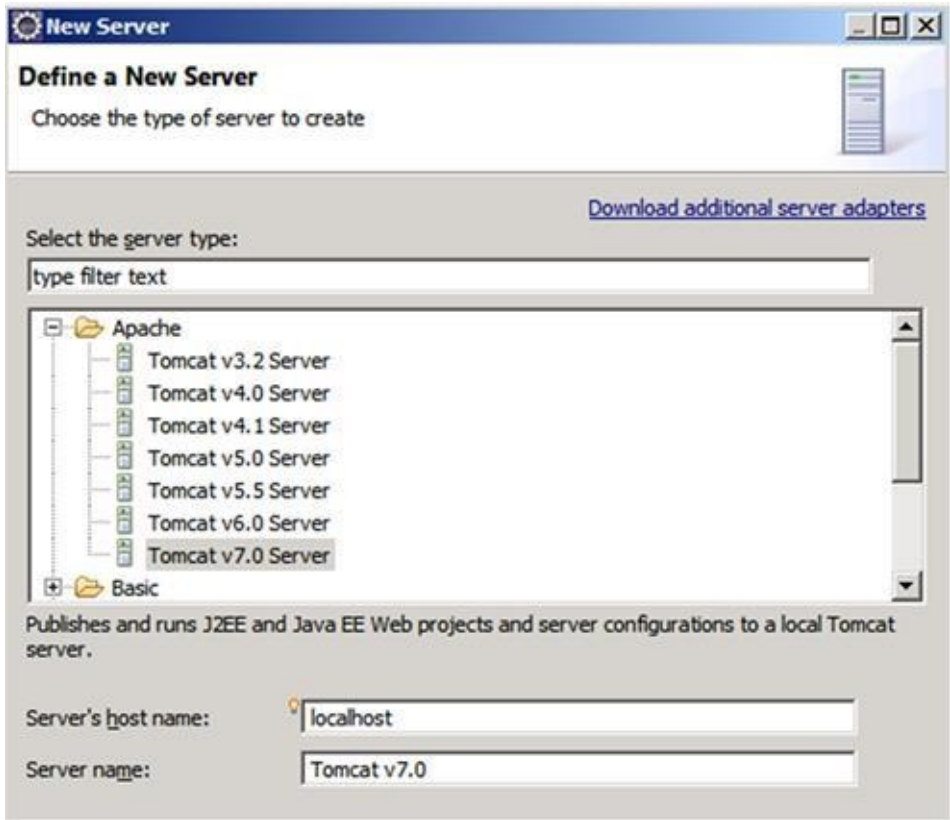 New Server
Define a New Server
Choose the type of server to create
Download additional server adapters
Select the server type:
type filter text
Apache
Tomcat v3.2 Server
Tomcat v4.0 Server
Tomcat v4.1 Server
Tomcat v5.0 Server
Tomcat v5.5 Server
Tomcat v6.0 Server
Tomcat v7.0 Server
Basic
Publishes and runs J2EE and Java EE Web projects and server configurations to a local Tomcat
server.
Server's host name: localhost
Server name: Tomcat v7.0